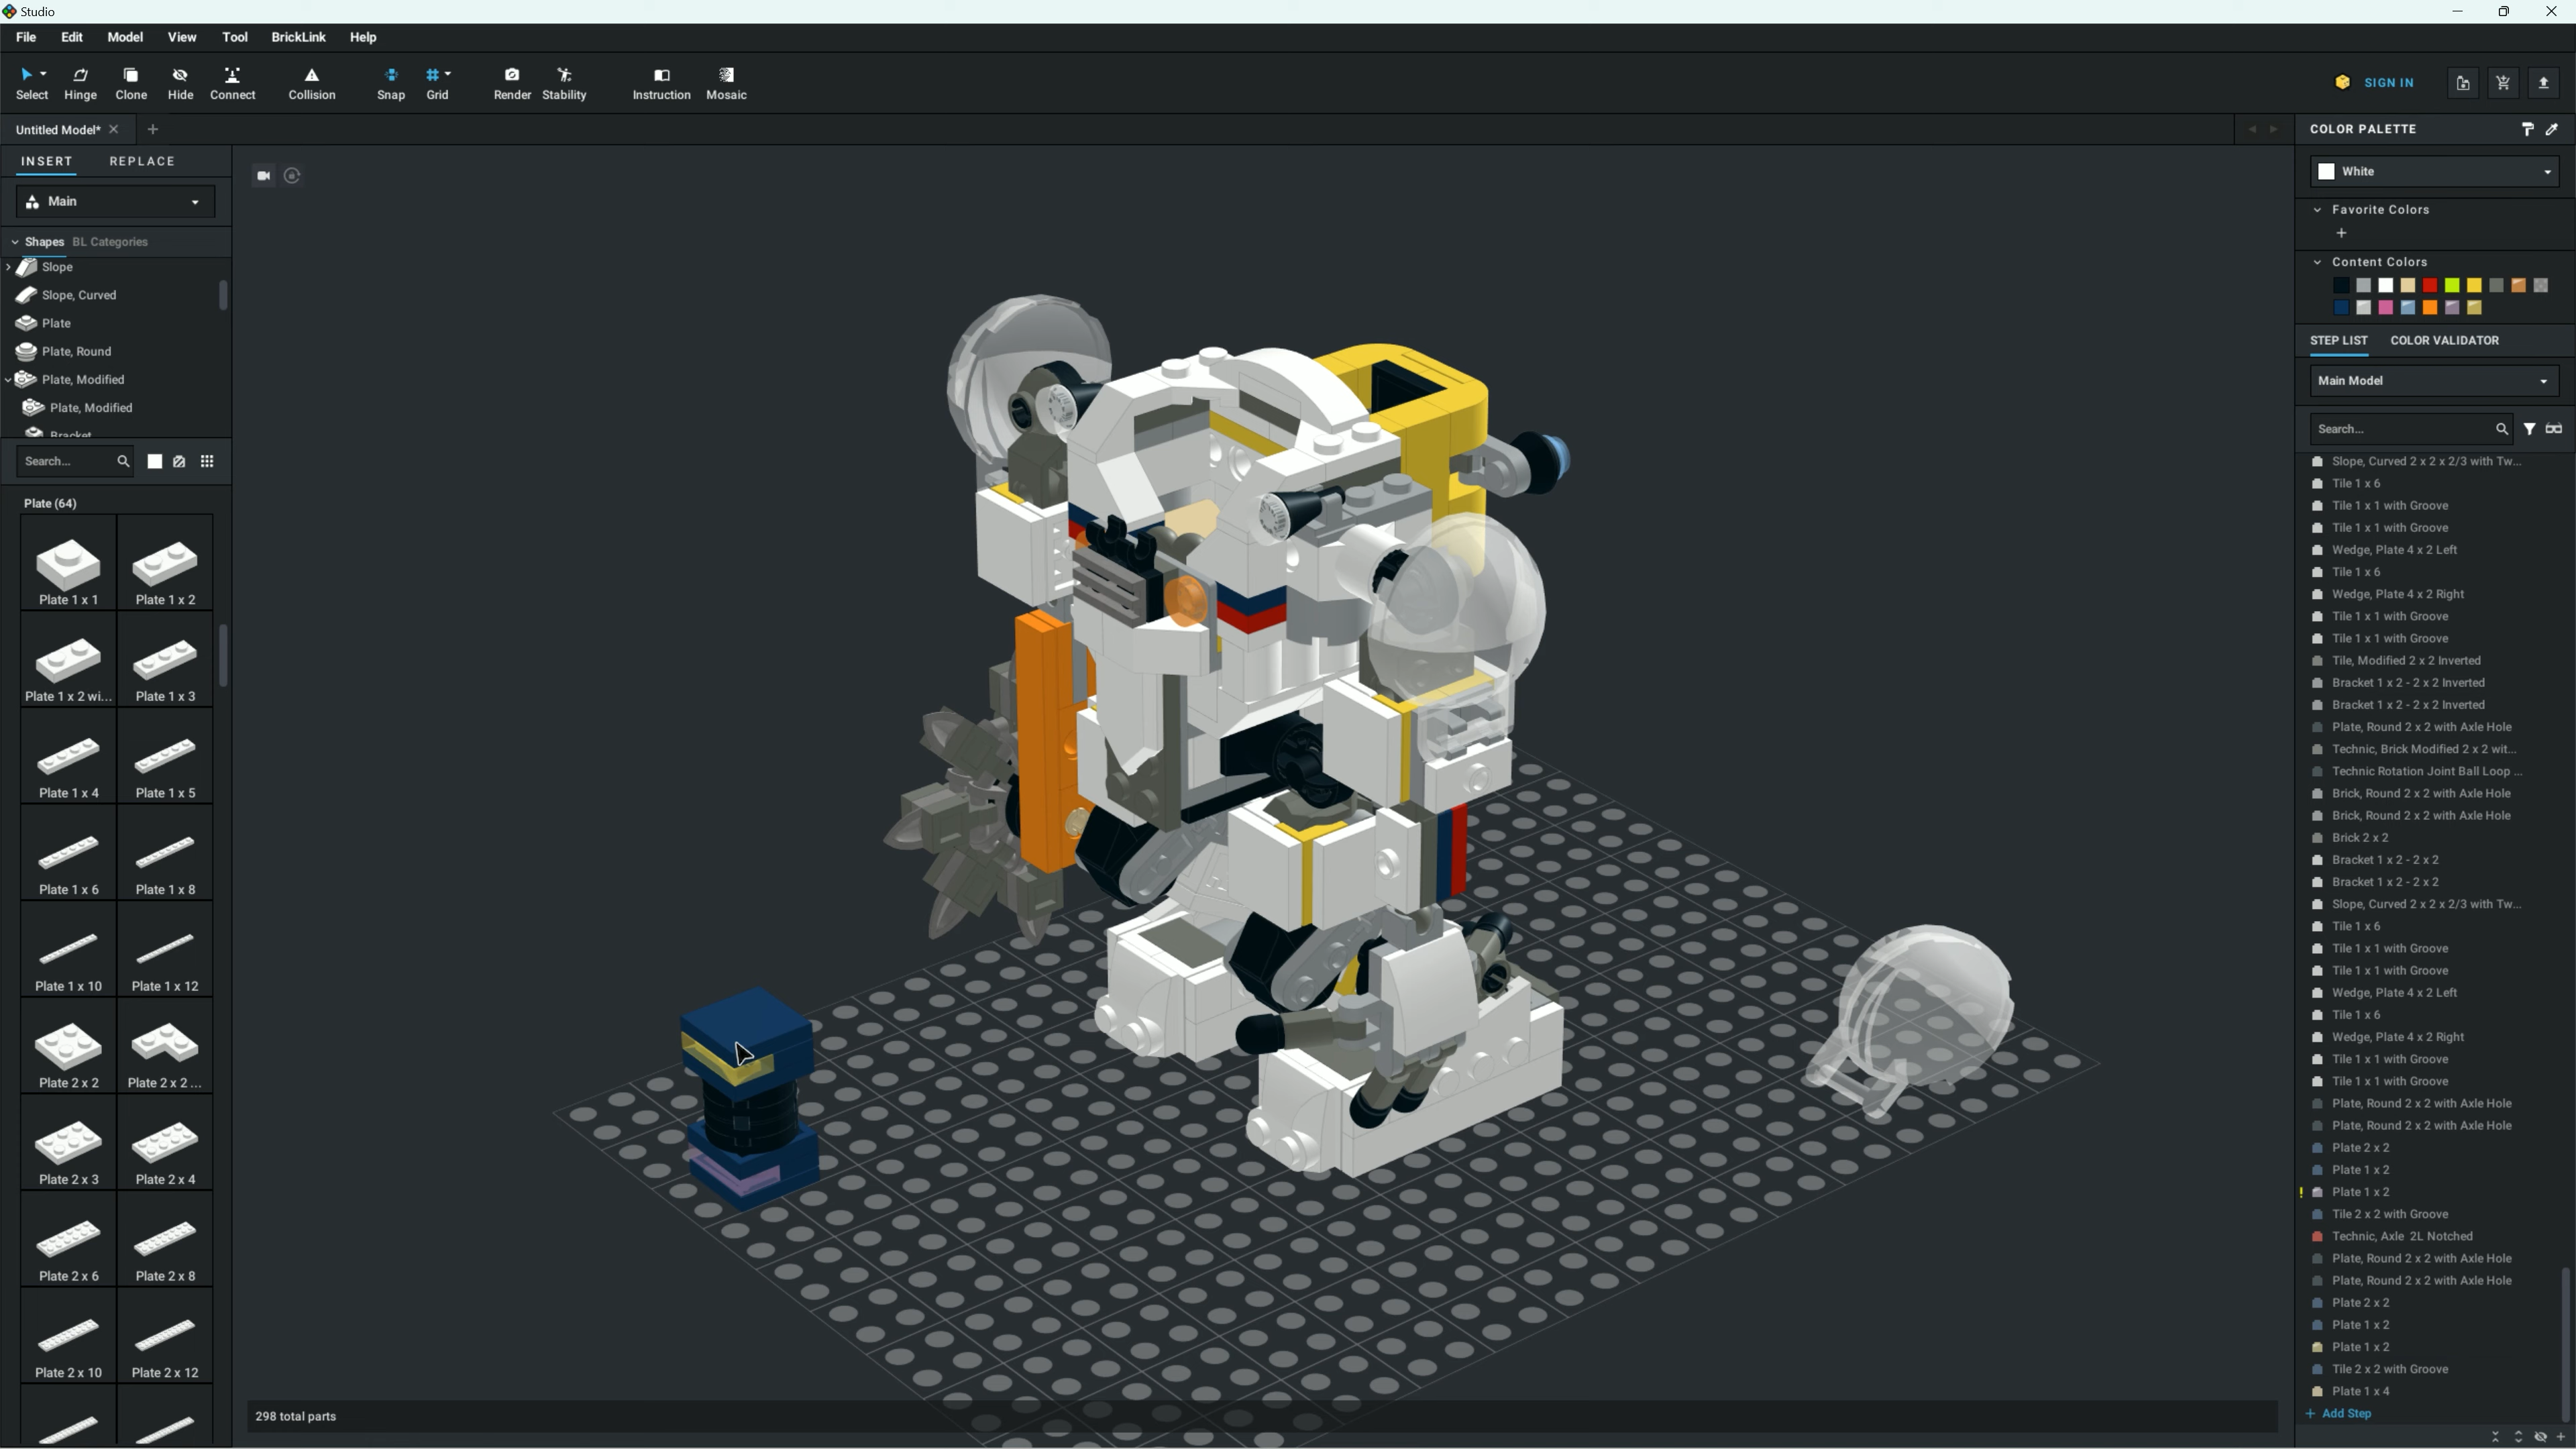 Studio
File Edit Model View Tool BrickLink Help
Select Hinge Clone Hide Connect Collision Snap Grid Render Stability Instruction Mosaic SIGN IN
Untitled Model*
INSERT REPLACE
Main
Shapes BL Categories
Slope
Slope, Curved
Plate
Plate, Round
Plate, Modified
Plate, Modified
Bracket
Search...
Plate (64)
Plate 1 x 1 Plate 1 x 2
Plate 1 x 2 wi... Plate 1 x 3
Plate 1 x 4 Plate 1 x 5
Plate 1 x 6 Plate 1 x 8
Plate 1 x 10 Plate 1 x 12
Plate 2 x 2 Plate 2 x 2 ...
Plate 2 x 3 Plate 2 x 4
Plate 2 x 6 Plate 2 x 8
Plate 2 x 10 Plate 2 x 12
298 total parts
COLOR PALETTE
White
Favorite Colors
Content Colors
STEP LIST COLOR VALIDATOR
Main Model
Search...
Slope, Curved 2 x 2 x 2/3 with Tw...
Tile 1 x 6
Tile 1 x 1 with Groove
Tile 1 x 1 with Groove
Wedge, Plate 4 x 2 Left
Tile 1 x 6
Wedge, Plate 4 x 2 Right
Tile 1 x 1 with Groove
Tile 1 x 1 with Groove
Tile, Modified 2 x 2 Inverted
Bracket 1 x 2 - 2 x 2 Inverted
Bracket 1 x 2 - 2 x 2 Inverted
Plate, Round 2 x 2 with Axle Hole
Technic, Brick Modified 2 x 2 wit...
Technic Rotation Joint Ball Loop ...
Brick, Round 2 x 2 with Axle Hole
Brick, Round 2 x 2 with Axle Hole
Brick 2 x 2
Bracket 1 x 2 - 2 x 2
Bracket 1 x 2 - 2 x 2
Slope, Curved 2 x 2 x 2/3 with Tw...
Tile 1 x 6
Tile 1 x 1 with Groove
Tile 1 x 1 with Groove
Wedge, Plate 4 x 2 Left
Tile 1 x 6
Wedge, Plate 4 x 2 Right
Tile 1 x 1 with Groove
Tile 1 x 1 with Groove
Plate, Round 2 x 2 with Axle Hole
Plate, Round 2 x 2 with Axle Hole
Plate 2 x 2
Plate 1 x 2
! Plate 1 x 2
Tile 2 x 2 with Groove
Technic, Axle 2L Notched
Plate, Round 2 x 2 with Axle Hole
Plate, Round 2 x 2 with Axle Hole
Plate 2 x 2
Plate 1 x 2
Plate 1 x 2
Tile 2 x 2 with Groove
Plate 1 x 4
+ Add Step